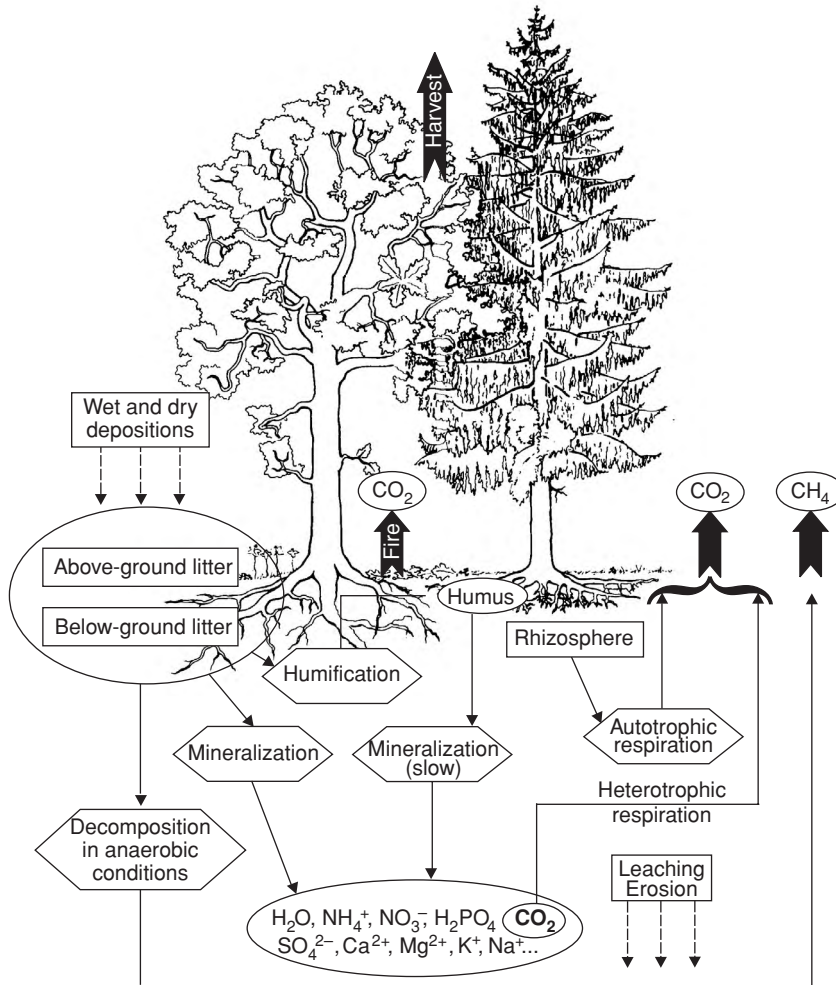 Harvest
Wet and dry
depositions
CO₂
CO₂
CH₄
Fire
Above-ground litter
Humus
Below-ground litter
Rhizosphere
Humification
Autotrophic
respiration
Mineralization
Mineralization
(slow)
Heterotrophic
respiration
Decomposition
in anaerobic
conditions
Leaching
Erosion
H₂O, NH₄⁺, NO₃⁻, H₂PO₄ CO₂
SO₄²⁻, Ca²⁺, Mg²⁺, K⁺, Na⁺...